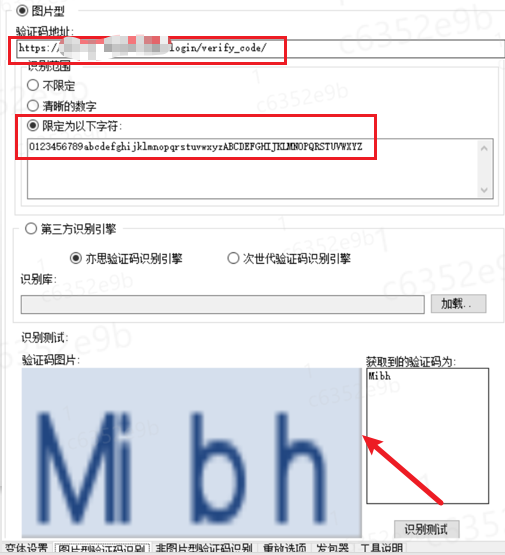 图片型
验证码地址:
https:// login/verify_code/
识别范围
不限定
清晰的数字
限定为以下字符:
0123456789abcdefghijklmnopqrstuvwxyzABCDEFGHIJKLMNOPQRSTUVWXYZ
第三方识别引擎
亦思验证码识别引擎
次世代验证码识别引擎
识别库:
加载..
识别测试:
验证码图片:
获取到的验证码为:
Mibh
Mibh
识别测试
变体设置 图片型验证码识别 非图片型验证码识别 重放选项 发包器 工具说明
c6352e9b